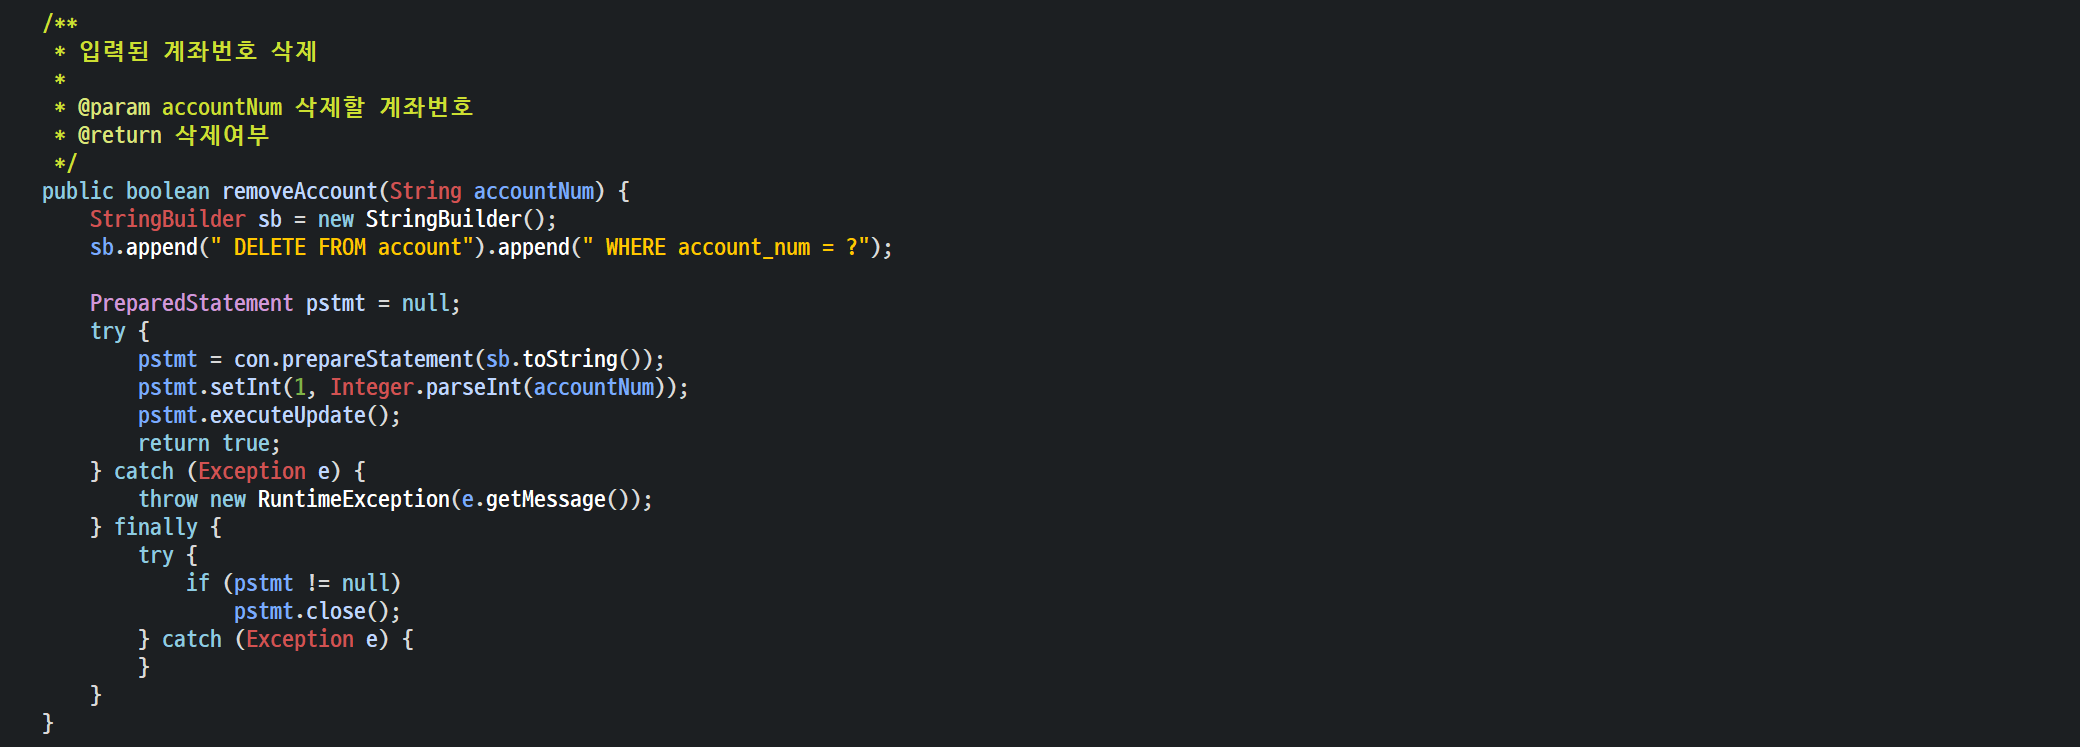 /**
 * 입력된 계좌번호 삭제
 *
 * @param accountNum 삭제할 계좌번호
 * @return 삭제여부
 */
public boolean removeAccount(String accountNum) {
    StringBuilder sb = new StringBuilder();
    sb.append(" DELETE FROM account").append(" WHERE account_num = ?");

    PreparedStatement pstmt = null;
    try {
        pstmt = con.prepareStatement(sb.toString());
        pstmt.setInt(1, Integer.parseInt(accountNum));
        pstmt.executeUpdate();
        return true;
    } catch (Exception e) {
        throw new RuntimeException(e.getMessage());
    } finally {
        try {
            if (pstmt != null)
                pstmt.close();
        } catch (Exception e) {
        }
    }
}